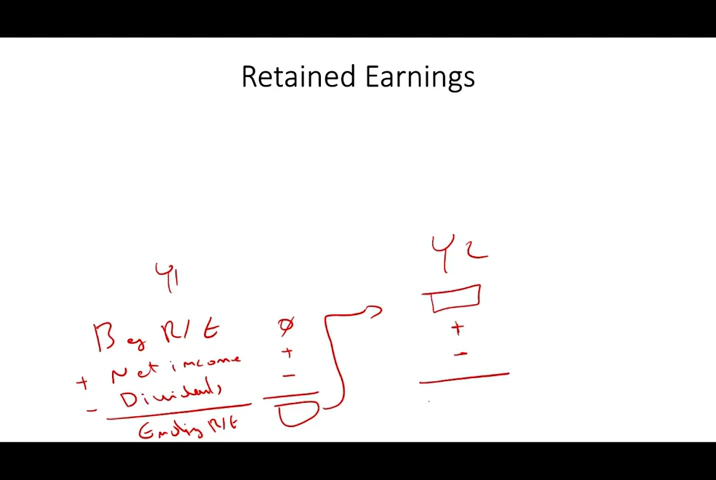 Retained Earnings
Y1
Y2
Beg R/E Ø
+ Net income + +
- Dividends - -
Ending R/E